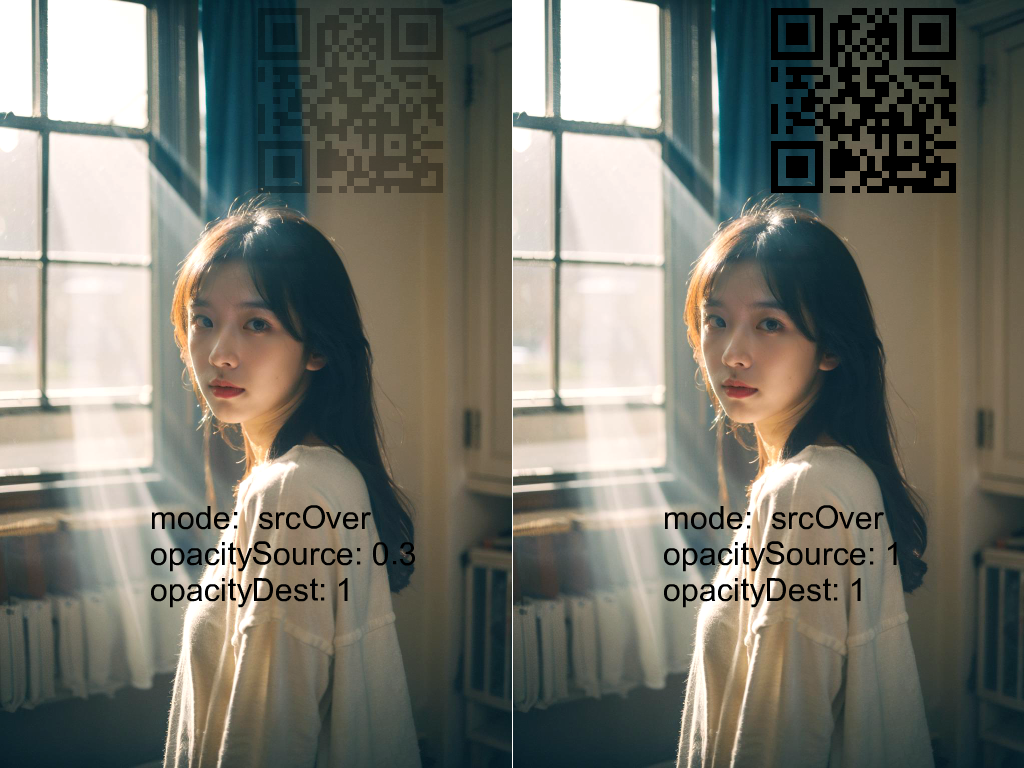 mode:  srcOver
opacitySource: 0.3
opacityDest: 1
mode:  srcOver
opacitySource: 1
opacityDest: 1